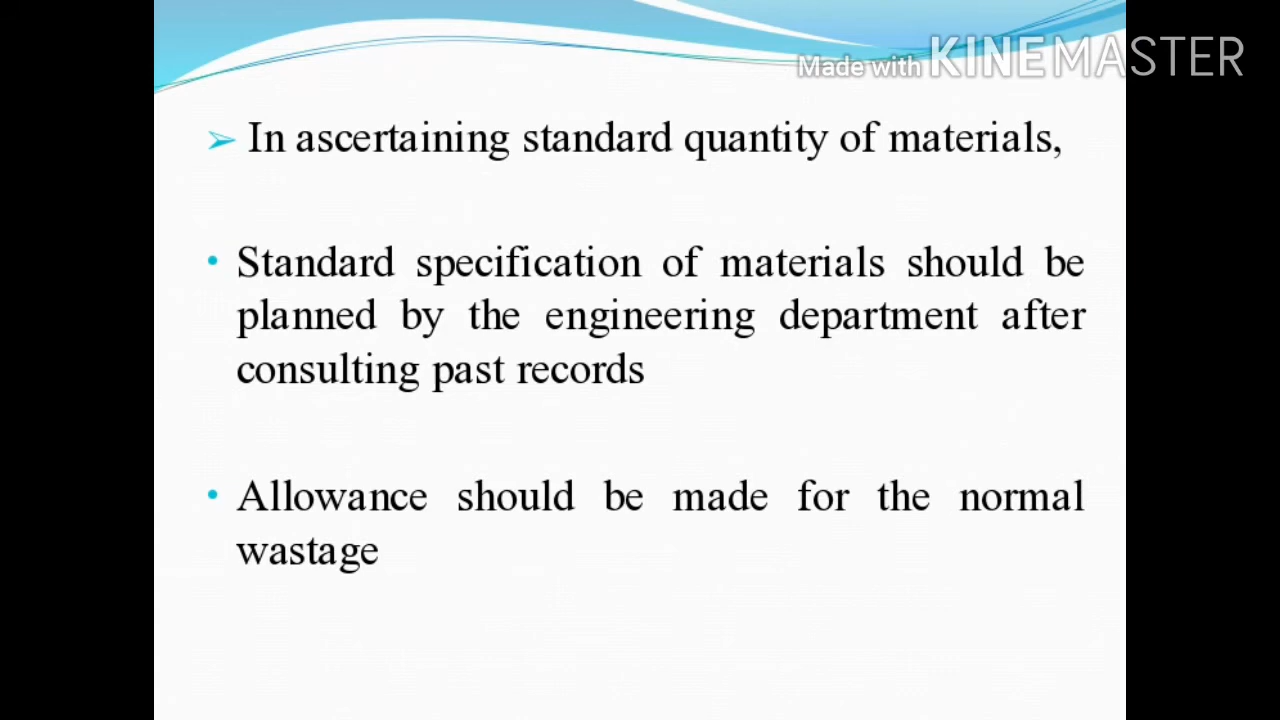 Made with KINEMASTER
➢ In ascertaining standard quantity of materials,
• Standard specification of materials should be
planned by the engineering department after
consulting past records
• Allowance should be made for the normal
wastage